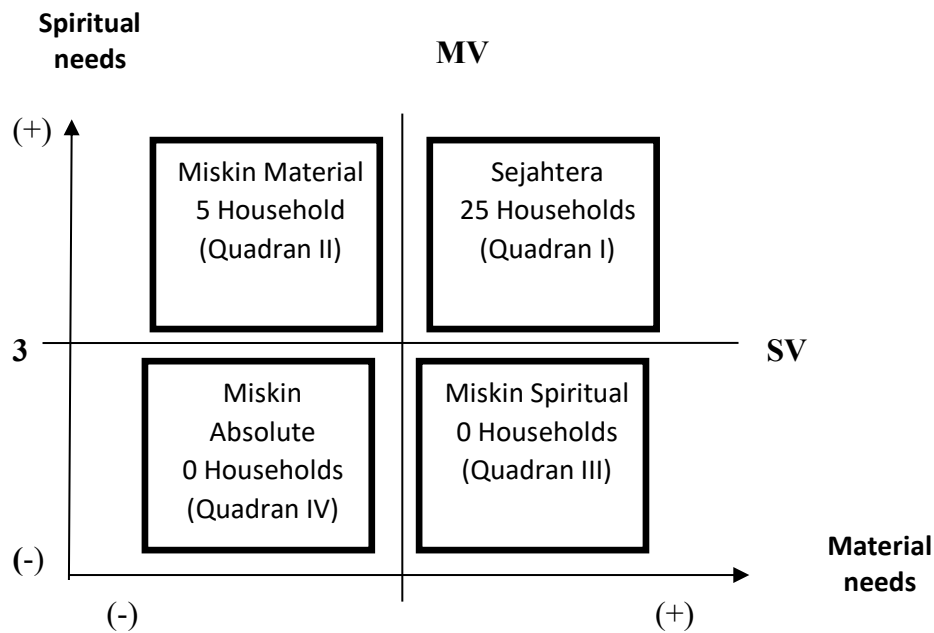 Spiritual
needs
MV
(+)
Miskin Material
5 Household
(Quadran II)
Sejahtera
25 Households
(Quadran I)
3
SV
Miskin
Absolute
0 Households
(Quadran IV)
Miskin Spiritual
0 Households
(Quadran III)
(-)
Material
needs
(-)
(+)